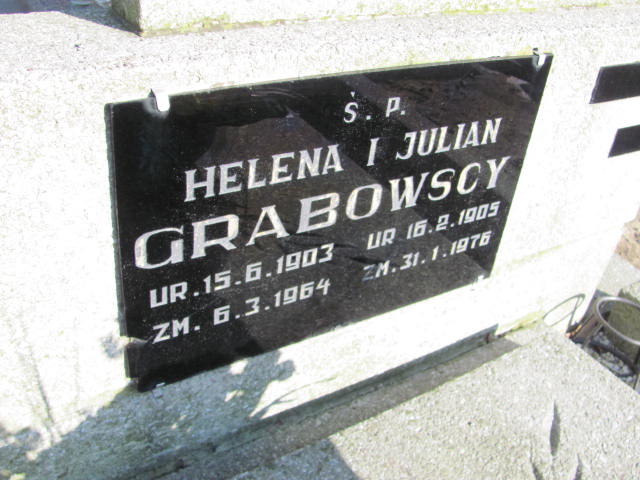 Ś. P.
HELENA I JULIAN
GRABOWSCY
UR. 15.6.1903 UR 16.2.1905
ZM. 6.3.1964 ZM. 31.1.1976